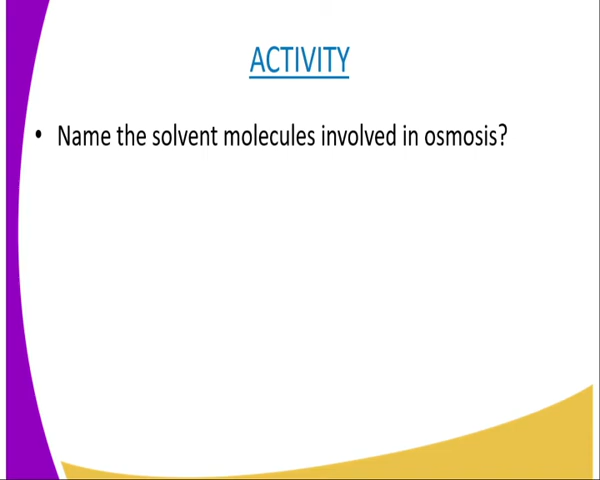 ACTIVITY
• Name the solvent molecules involved in osmosis?